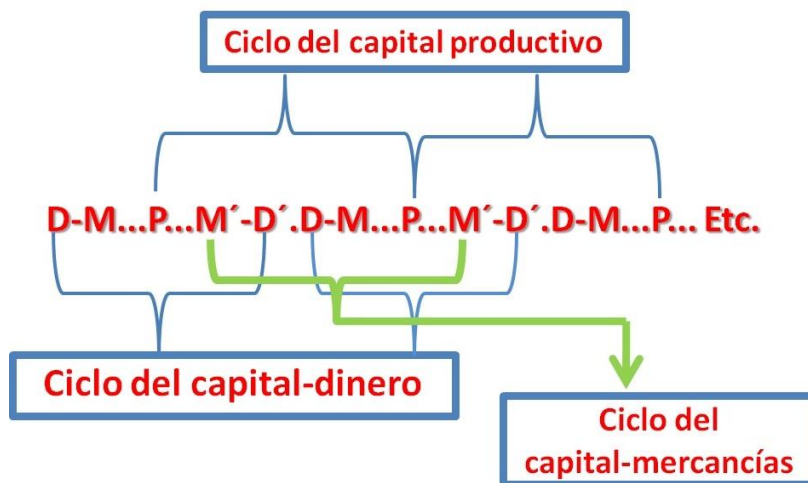 Ciclo del capital productivo
D-M...P...M´-D´.D-M...P...M´-D´.D-M...P... Etc.
Ciclo del capital-dinero
Ciclo del
capital-mercancías